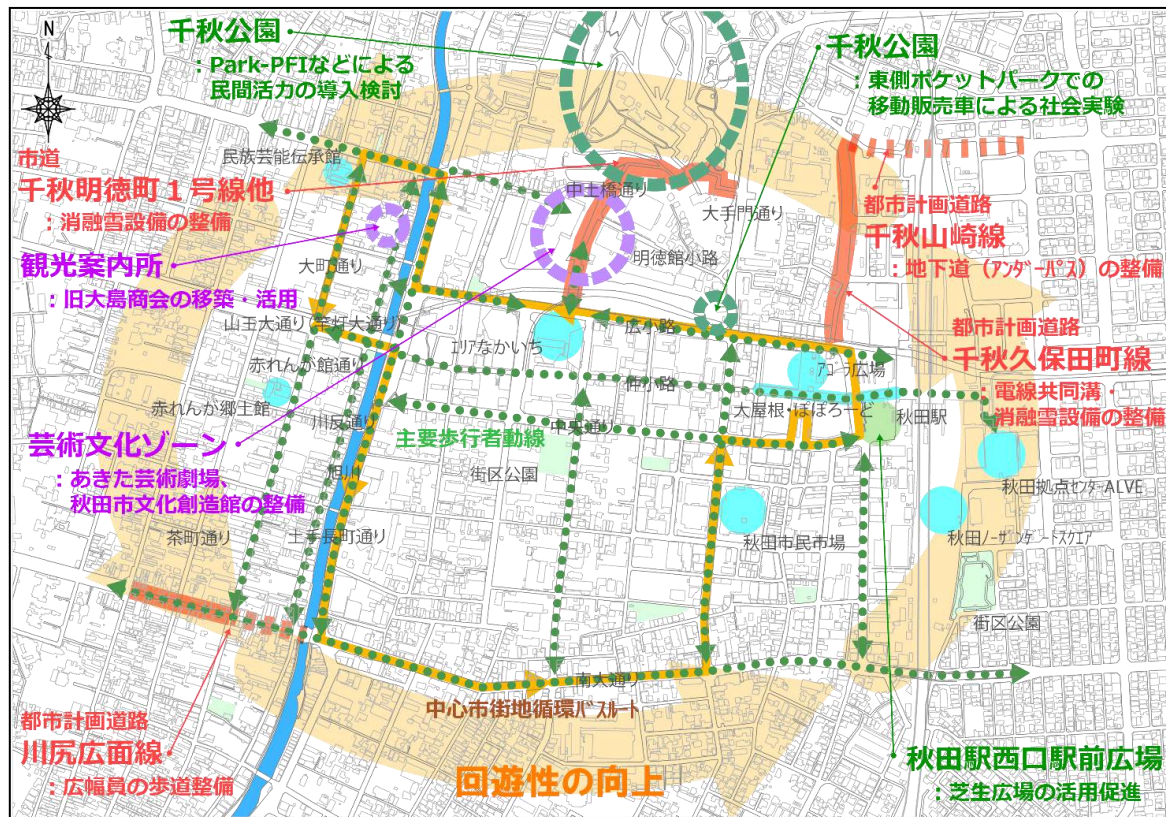 N
千秋公園
：Park-PFIなどによる
民間活力の導入検討
千秋公園
：東側ポケットパークでの
移動販売車による社会実験
民族芸能伝承館
市道
千秋明徳町１号線他
：消融雪設備の整備
中土橋通り
大手門通り
都市計画道路
千秋山崎線
：地下道（アンダーパス）の整備
観光案内所
：旧大島商会の移築・活用
大町通り
明徳館小路
山王大通り(竿灯大通り)
エリアなかいち
広小路
都市計画道路
千秋久保田町線
：電線共同溝・
消融雪設備の整備
赤れんが館通り
アゴラ広場
仲小路
赤れんが郷土館
川反通り
大屋根・ぽぽろーど
秋田駅
芸術文化ゾーン
：あきた芸術劇場、
秋田市文化創造館の整備
主要歩行者動線
中央通り
街区公園
旭川
秋田拠点センターALVE
茶町通り
土手長町通り
秋田市民市場
秋田ノーザンゲートスクエア
街区公園
南大通り
中心市街地循環バスルート
都市計画道路
川尻広面線
：広幅員の歩道整備
回遊性の向上
秋田駅西口駅前広場
：芝生広場の活用促進